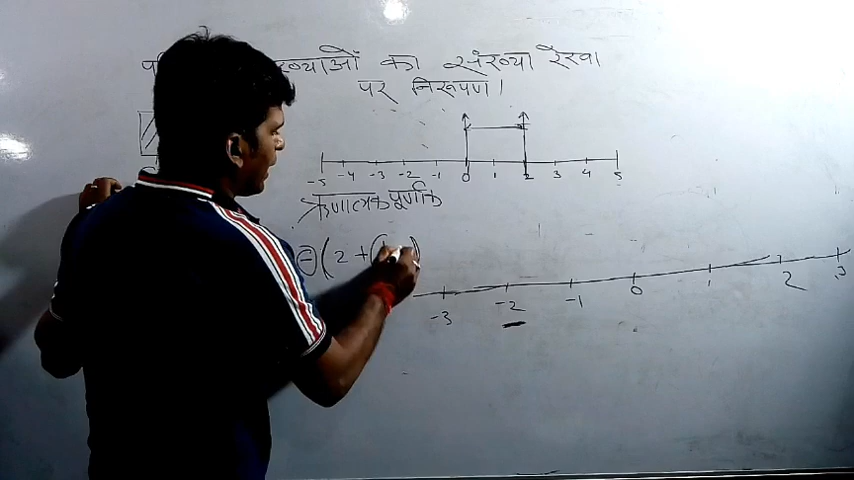 को संख्या रेखा
पर निरूपण।
-5 -4 -3 -2 -1 0 1 2 3 4 5
ऋणात्मक पूर्णांक
(2+(
-3 -2 -1 0 1 2 3